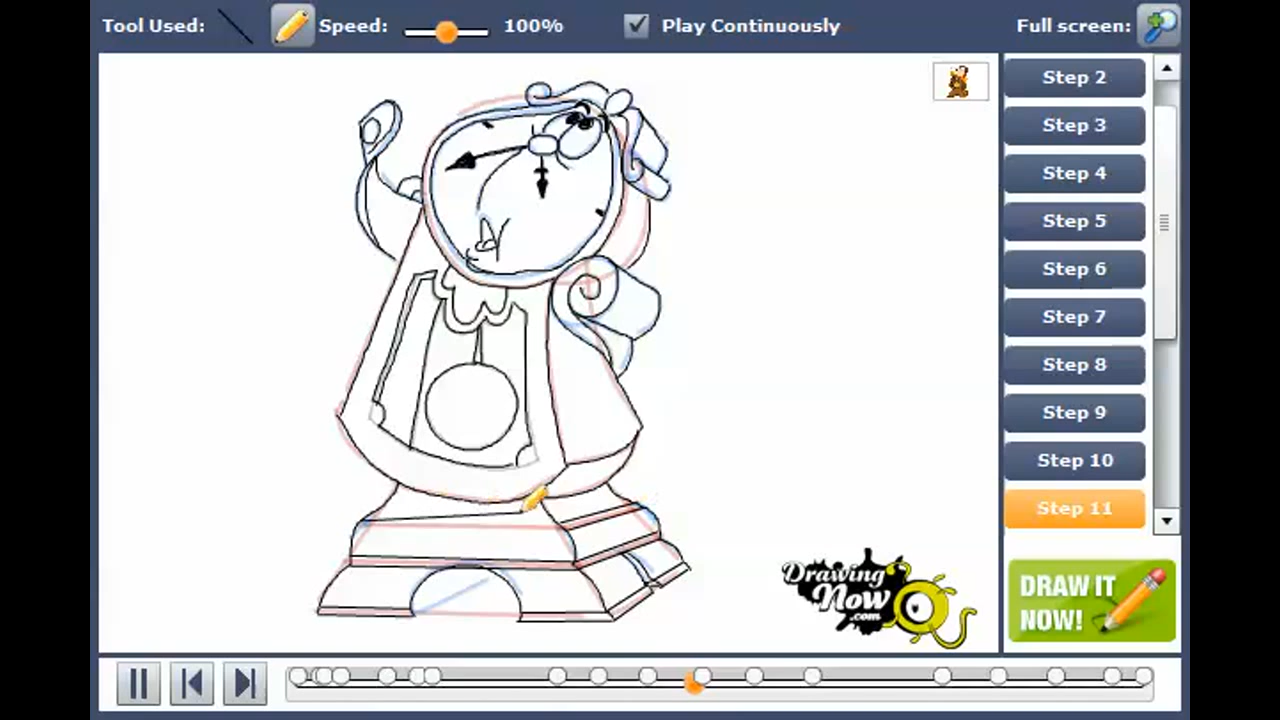 Tool Used: Speed: 100% Play Continuously Full screen:
Step 2
Step 3
Step 4
Step 5
Step 6
Step 7
Step 8
Step 9
Step 10
Step 11
DRAW IT
NOW!
Drawing
Now
.com